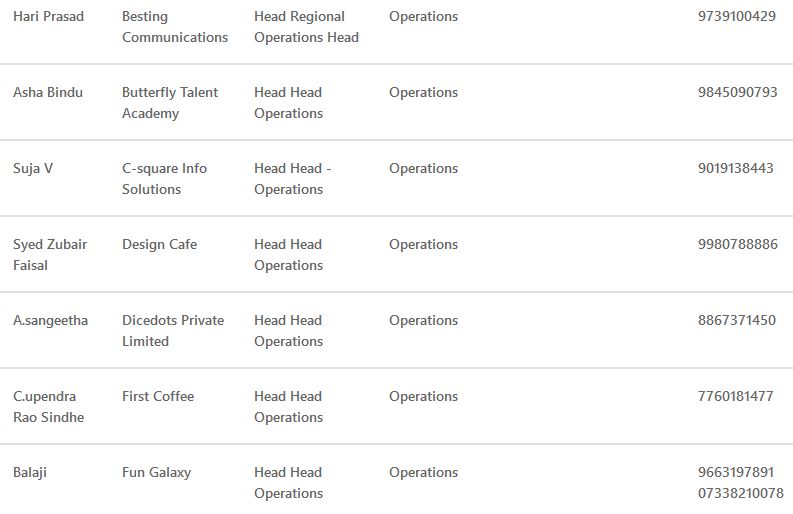 Hari Prasad Besting Head Regional Operations 9739100429
Communications Operations Head
Asha Bindu Butterfly Talent Head Head Operations 9845090793
Academy Operations
Suja V C-square Info Head Head - Operations 9019138443
Solutions Operations
Syed Zubair Design Cafe Head Head Operations 9980788886
Faisal Operations
A.sangeetha Dicedots Private Head Head Operations 8867371450
Limited Operations
C.upendra First Coffee Head Head Operations 7760181477
Rao Sindhe Operations
Balaji Fun Galaxy Head Head Operations 9663197891
Operations 07338210078